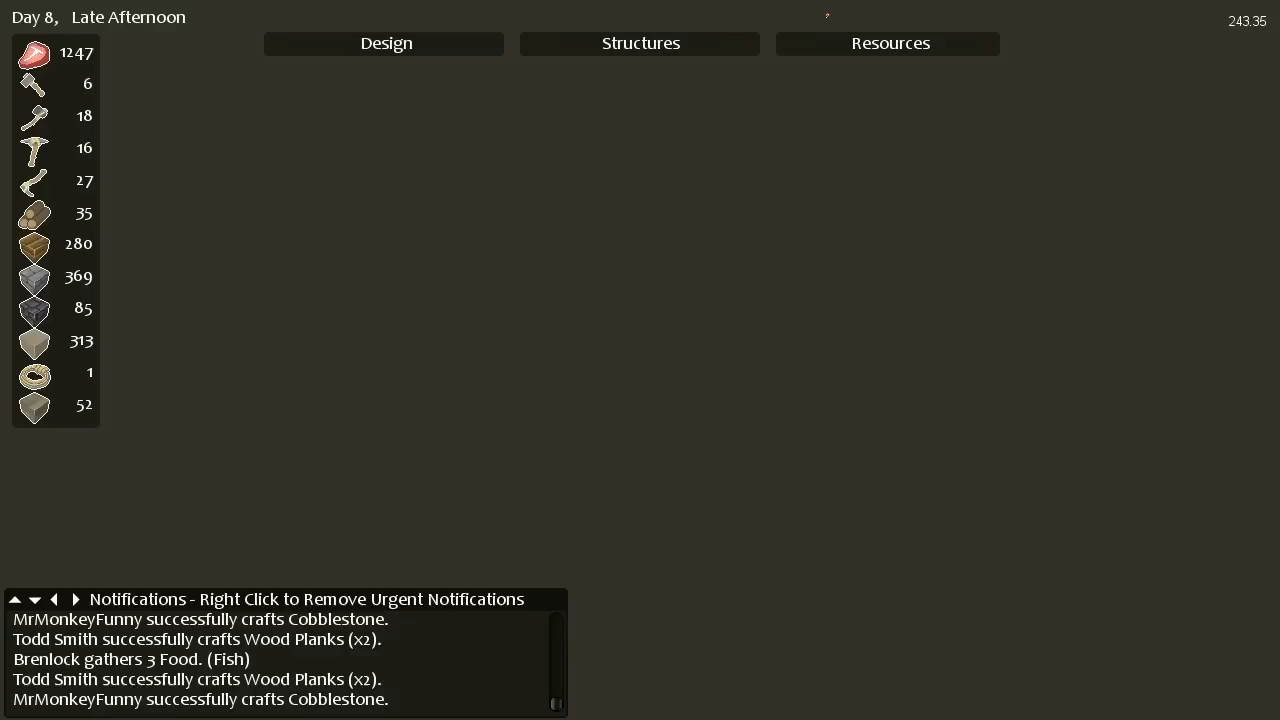 Day 8,   Late Afternoon
243.35
Design
Structures
Resources
1247
6
18
16
27
35
280
369
85
313
1
52
Notifications - Right Click to Remove Urgent Notifications
MrMonkeyFunny successfully crafts Cobblestone.
Todd Smith successfully crafts Wood Planks (x2).
Brenlock gathers 3 Food. (Fish)
Todd Smith successfully crafts Wood Planks (x2).
MrMonkeyFunny successfully crafts Cobblestone.